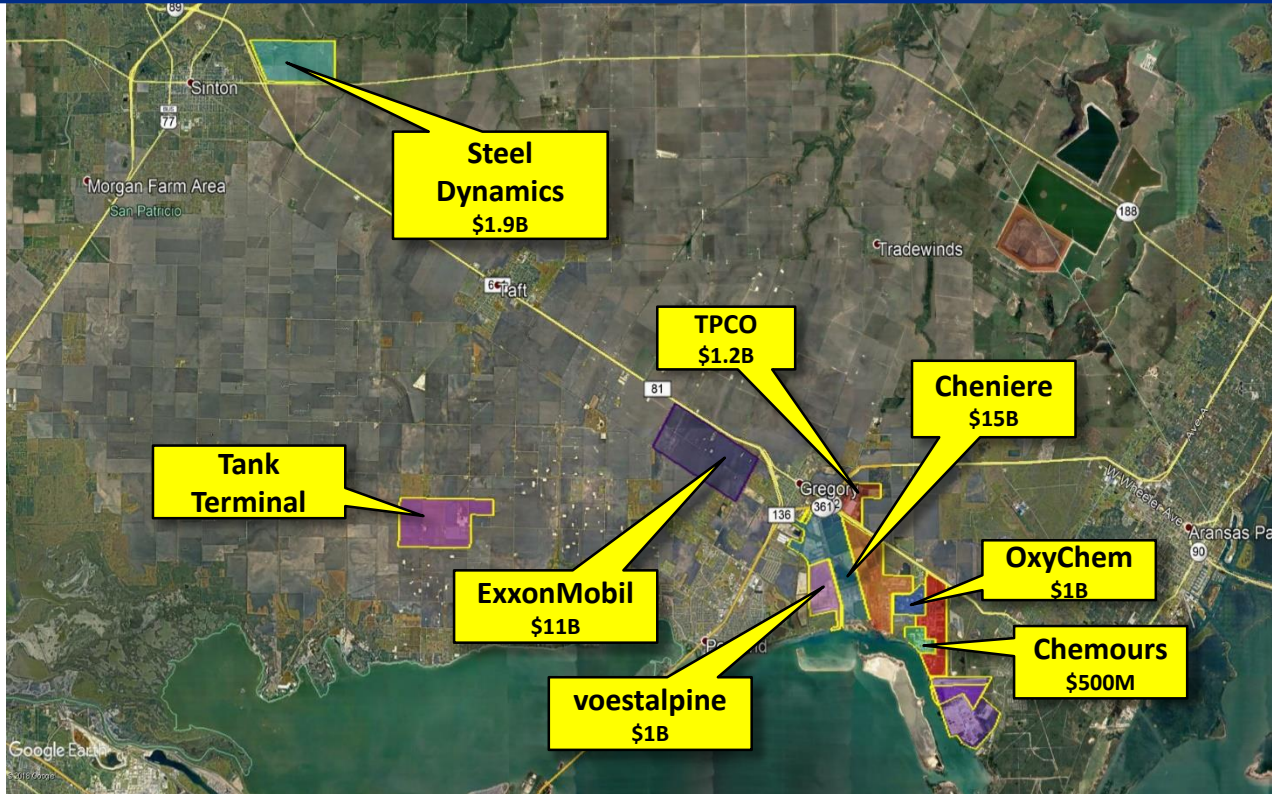 89
Sinton
BUS
77
Morgan Farm Area
San Patricio
Steel
Dynamics
$1.9B
188
Tradewinds
Taft
TPCO
$1.2B
81
Cheniere
$15B
Ave A
Tank
Terminal
Gregory
W Wheeler Ave
136
361
Aransas Pa
90
OxyChem
$1B
ExxonMobil
$11B
Chemours
$500M
voestalpine
$1B
Google Earth